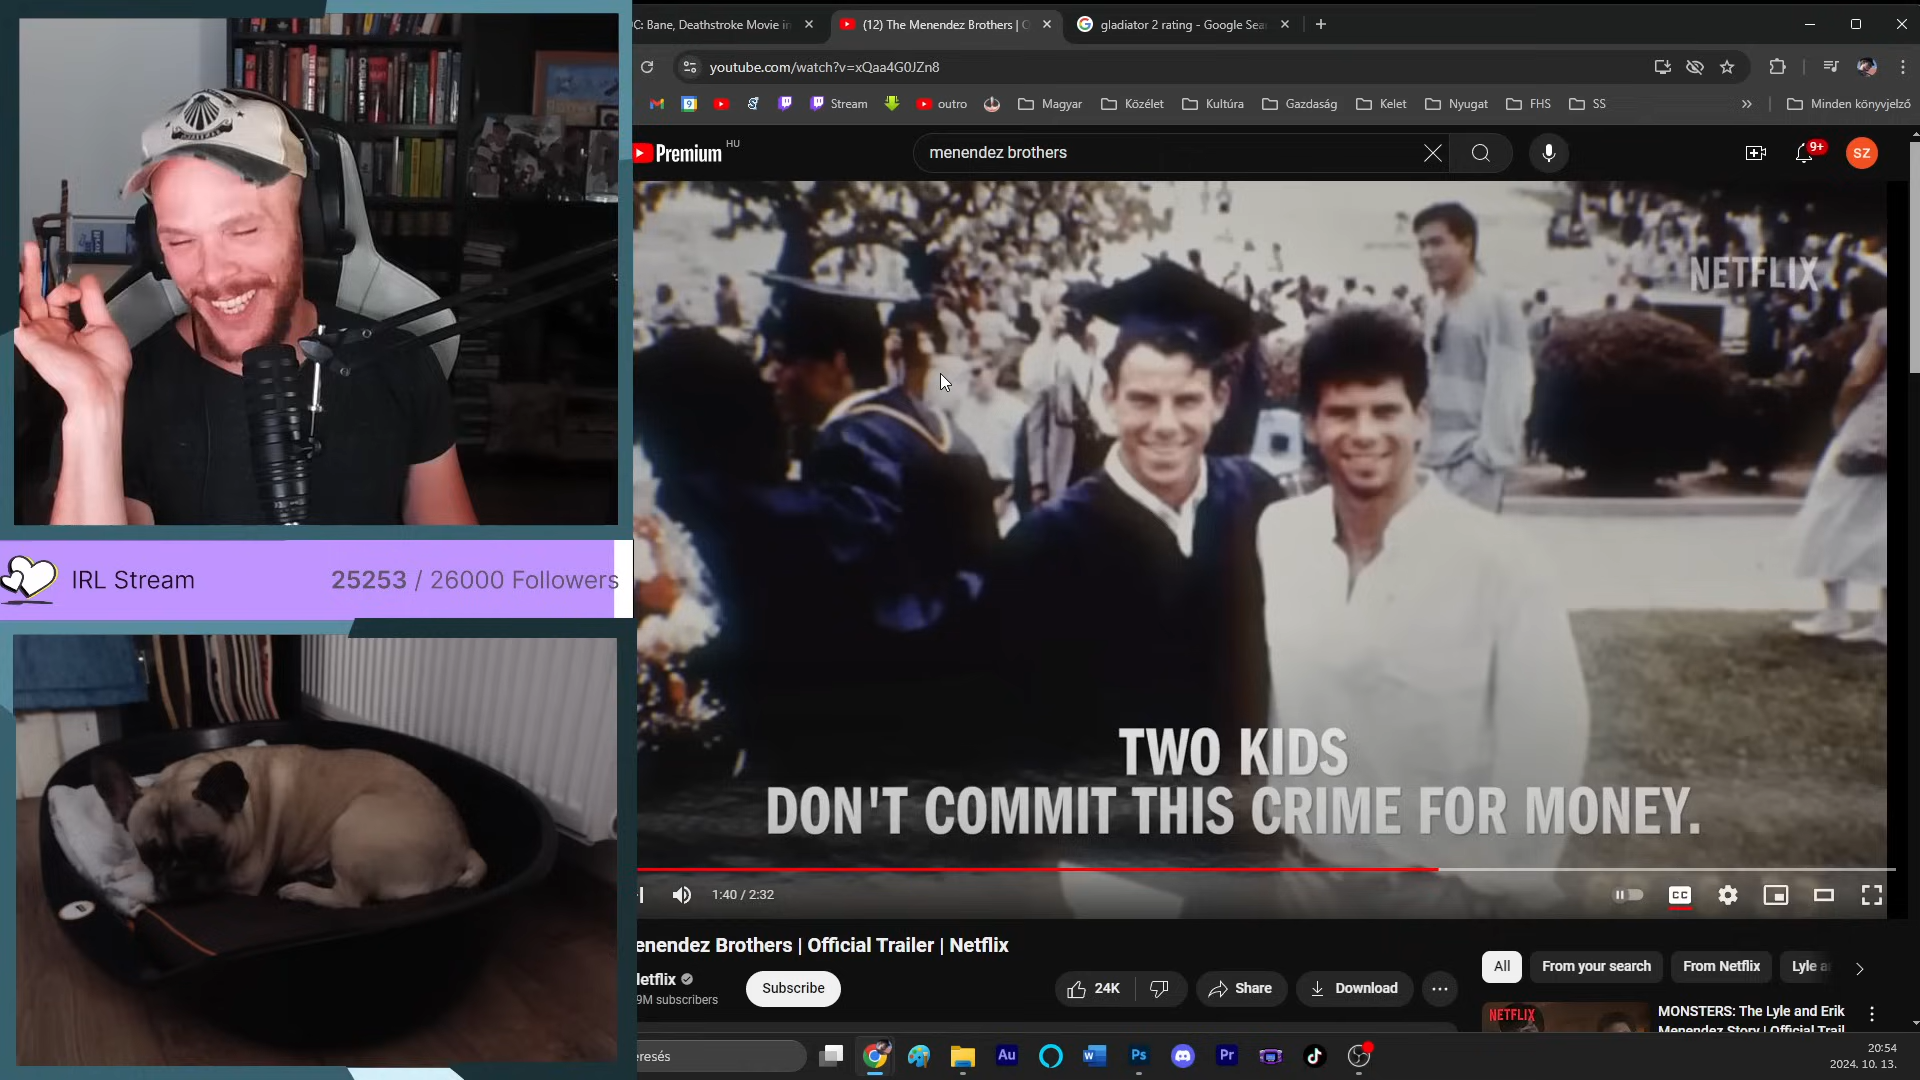 C: Bane, Deathstroke Movie in
(12) The Menendez Brothers | O
gladiator 2 rating - Google Sea
youtube.com/watch?v=xQaa4G0JZn8
Stream
outro
Magyar
Közélet
Kultúra
Gazdaság
Kelet
Nyugat
FHS
SS
Minden könyvjelző
Premium HU
menendez brothers
9+
SZ
NETFLIX
TWO KIDS
DON'T COMMIT THIS CRIME FOR MONEY.
IRL Stream
25253 / 26000 Followers
1:40 / 2:32
CC
enendez Brothers | Official Trailer | Netflix
Netflix
9M subscribers
Subscribe
24K
Share
Download
All
From your search
From Netflix
Lyle a
NETFLIX
MONSTERS: The Lyle and Erik
Menendez Story | Official Trail
eresés
Au
W
Ps
Pr
20:54
2024. 10. 13.